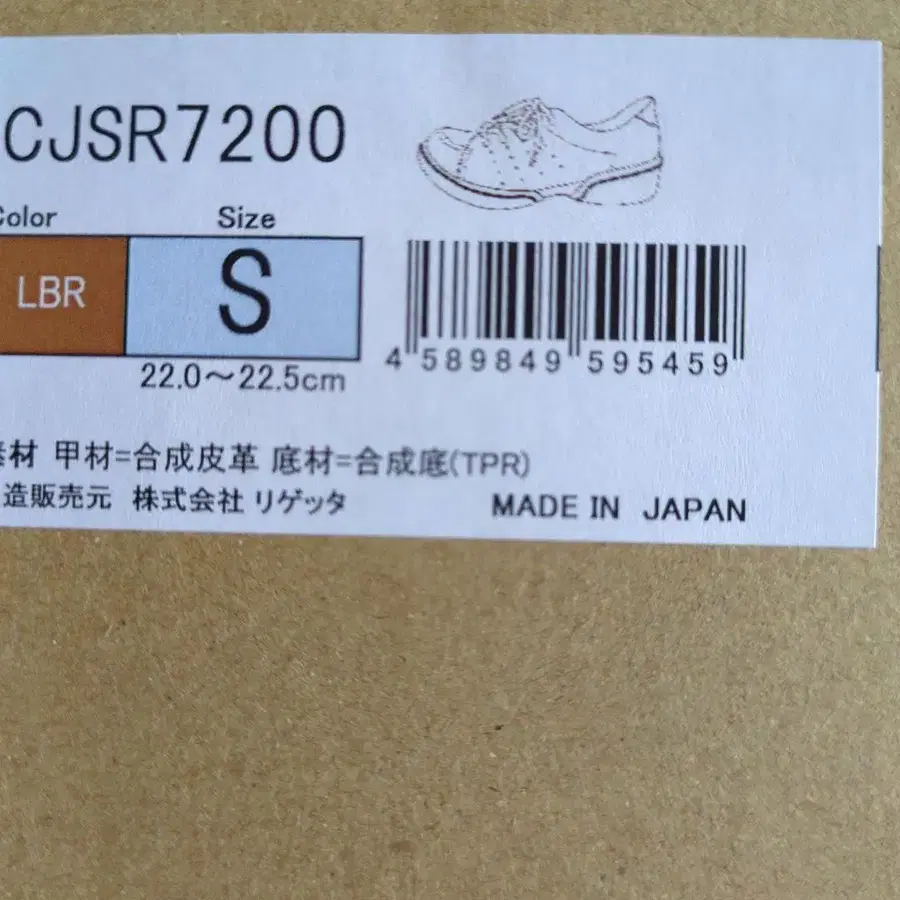 CJSR7200
Color Size
LBR S
22.0～22.5cm
4 589849 595459
素材 甲材=合成皮革 底材=合成底(TPR)
造販売元 株式会社 リゲッタ MADE IN JAPAN